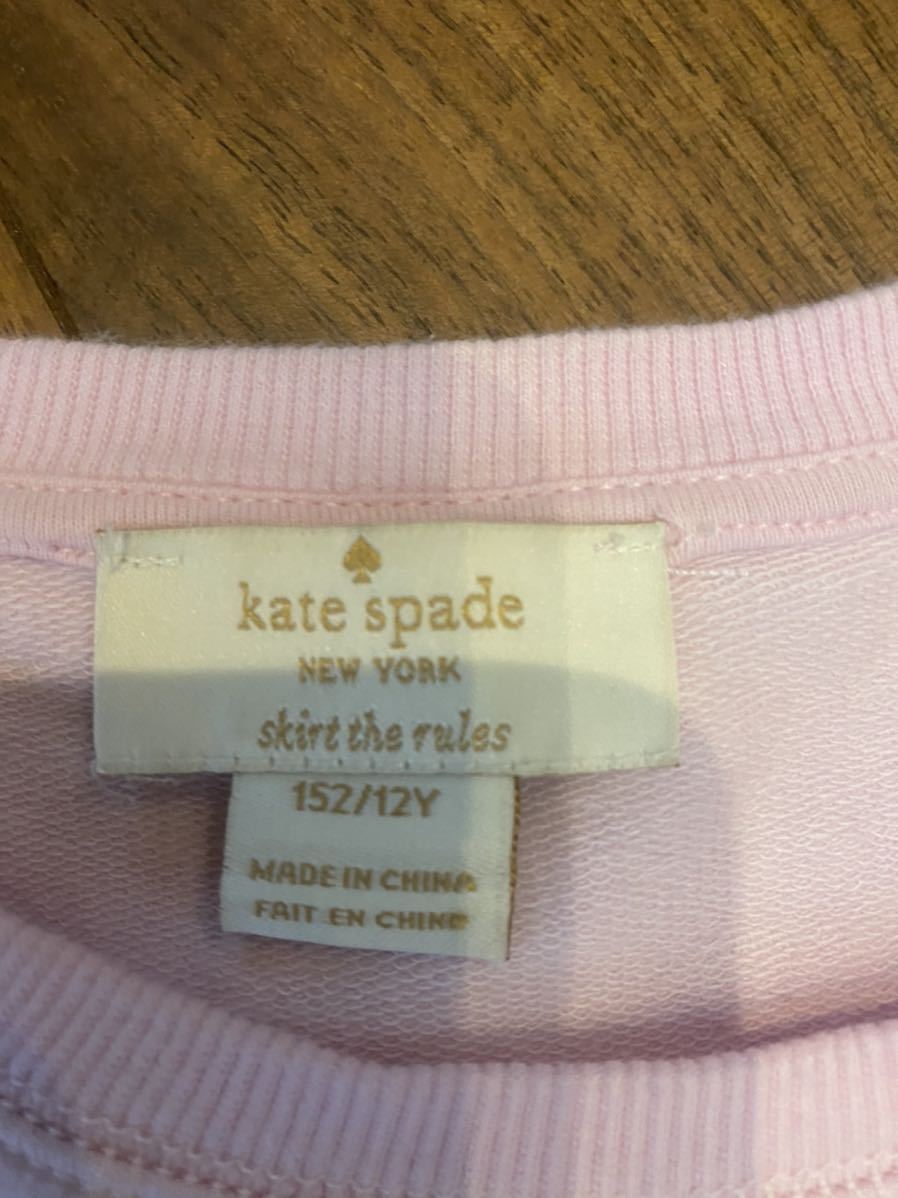 kate spade
NEW YORK
skirt the rules
152/12Y
MADE IN CHINA
FAIT EN CHINE